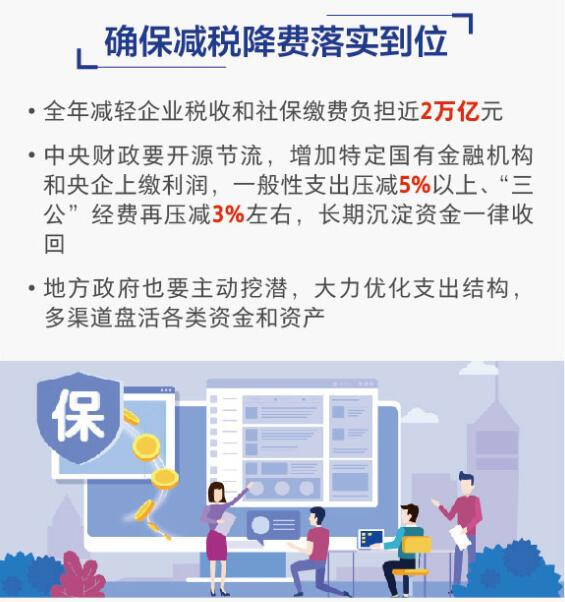 确保减税降费落实到位
• 全年减轻企业税收和社保缴费负担近2万亿元
• 中央财政要开源节流，增加特定国有金融机构
和央企上缴利润，一般性支出压减5%以上、“三
公”经费再压减3%左右，长期沉淀资金一律收
回
• 地方政府也要主动挖潜，大力优化支出结构，
多渠道盘活各类资金和资产
保